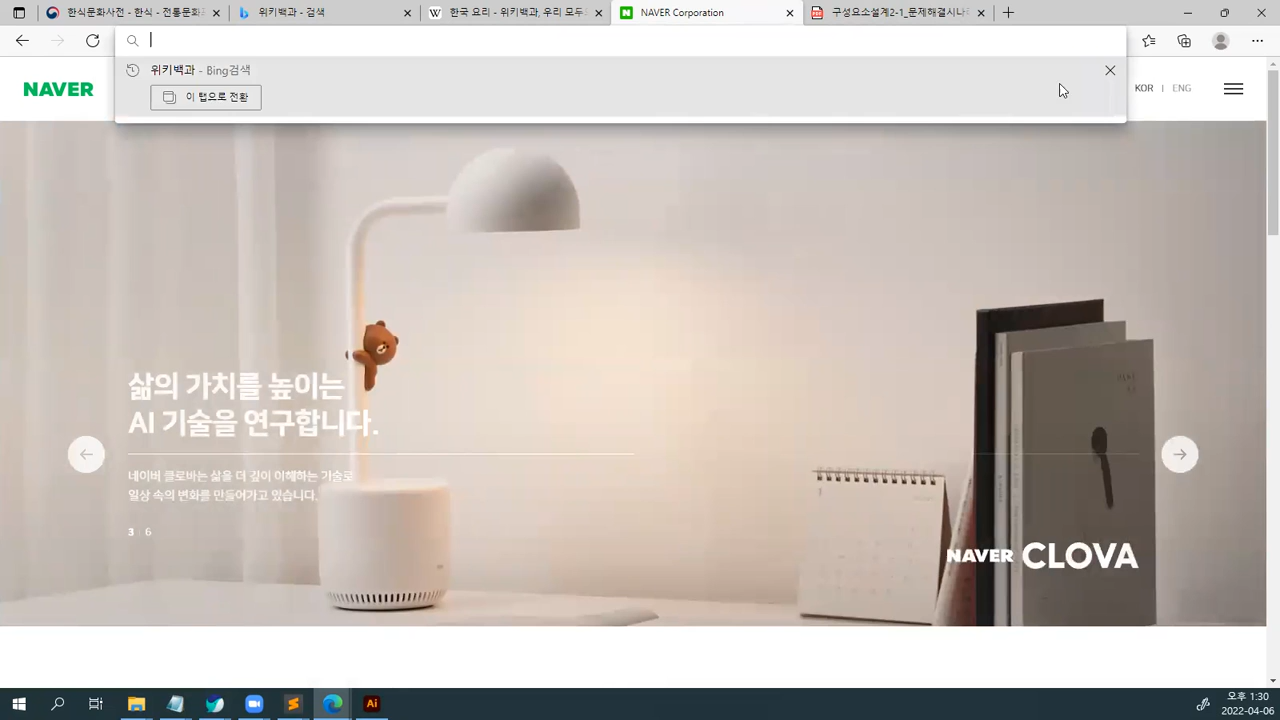 한식문화사전 - 한식 - 전통문화
위키백과 - 검색
한국 요리 - 위키백과, 우리 모두
NAVER Corporation
구성요소설계2-1_문제해결시나
위키백과 - Bing검색
이 탭으로 전환
NAVER
KOR | ENG
삶의 가치를 높이는
AI 기술을 연구합니다.
네이버 클로바는 삶을 더 깊이 이해하는 기술로
일상 속의 변화를 만들어가고 있습니다.
3 6
NAVER CLOVA
Ai
오후 1:30
2022-04-06